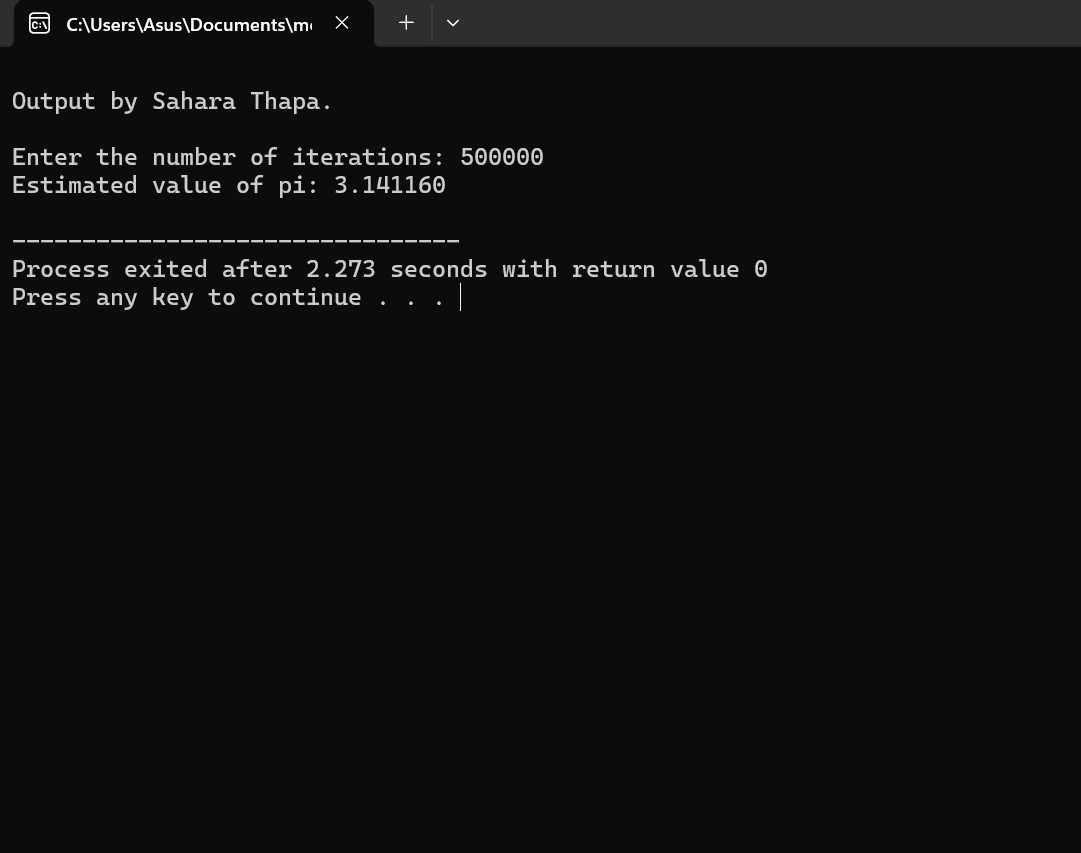 C:\Users\Asus\Documents\m
Output by Sahara Thapa.
Enter the number of iterations: 500000
Estimated value of pi: 3.141160
--------------------------------
Process exited after 2.273 seconds with return value 0
Press any key to continue . . .